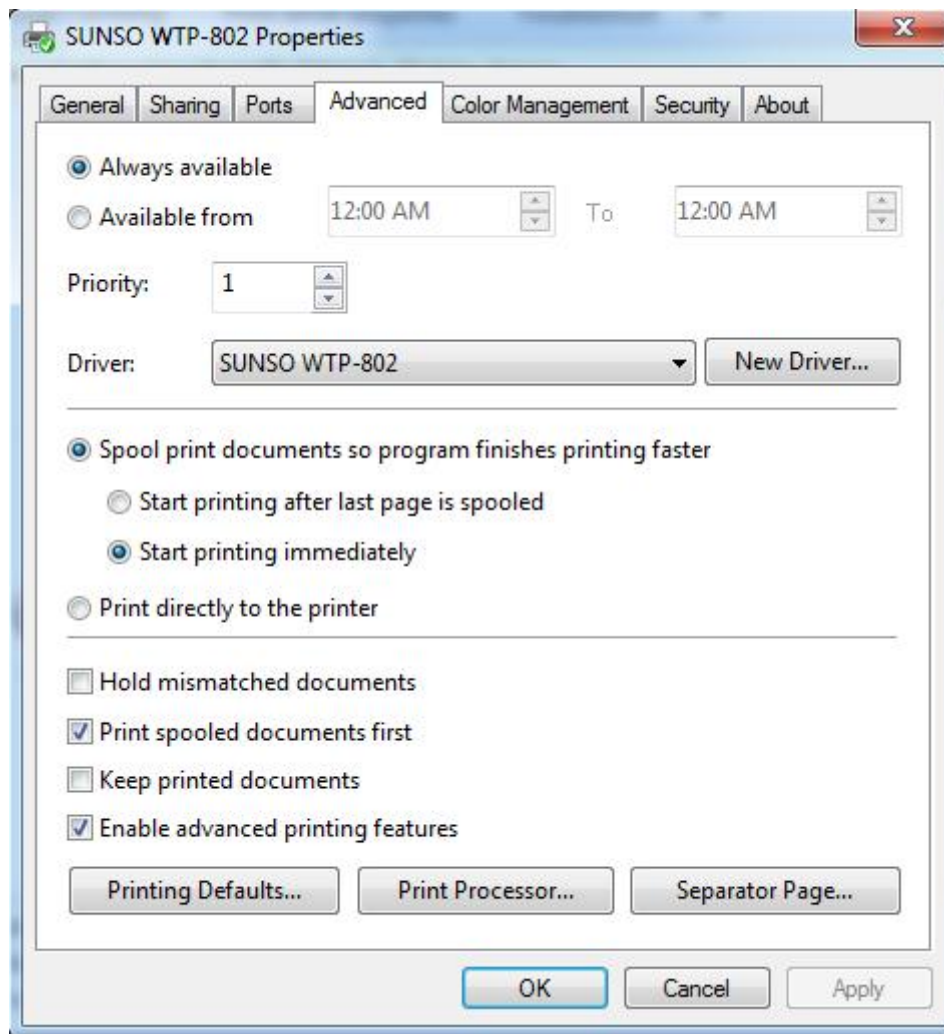 SUNSO WTP-802 Properties
General Sharing Ports Advanced Color Management Security About
Always available
Available from 12:00 AM To 12:00 AM
Priority: 1
Driver: SUNSO WTP-802 New Driver...
Spool print documents so program finishes printing faster
Start printing after last page is spooled
Start printing immediately
Print directly to the printer
Hold mismatched documents
Print spooled documents first
Keep printed documents
Enable advanced printing features
Printing Defaults... Print Processor... Separator Page...
OK Cancel Apply